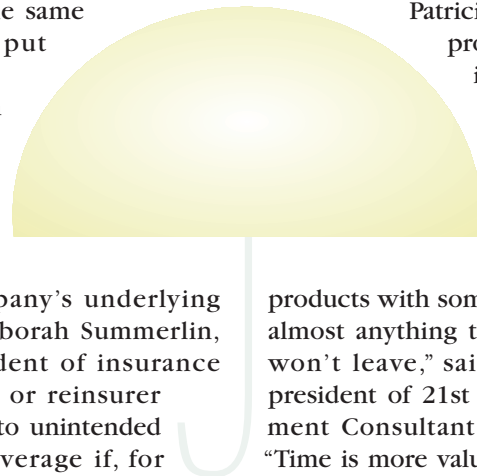 e same
put
pany's underlying
borah Summerlin,
dent of insurance
or reinsurer
to unintended
verage if, for
Patrici
pro
i
products with som
almost anything t
won't leave," sai
president of 21st
ment Consultant
"Time is more valu